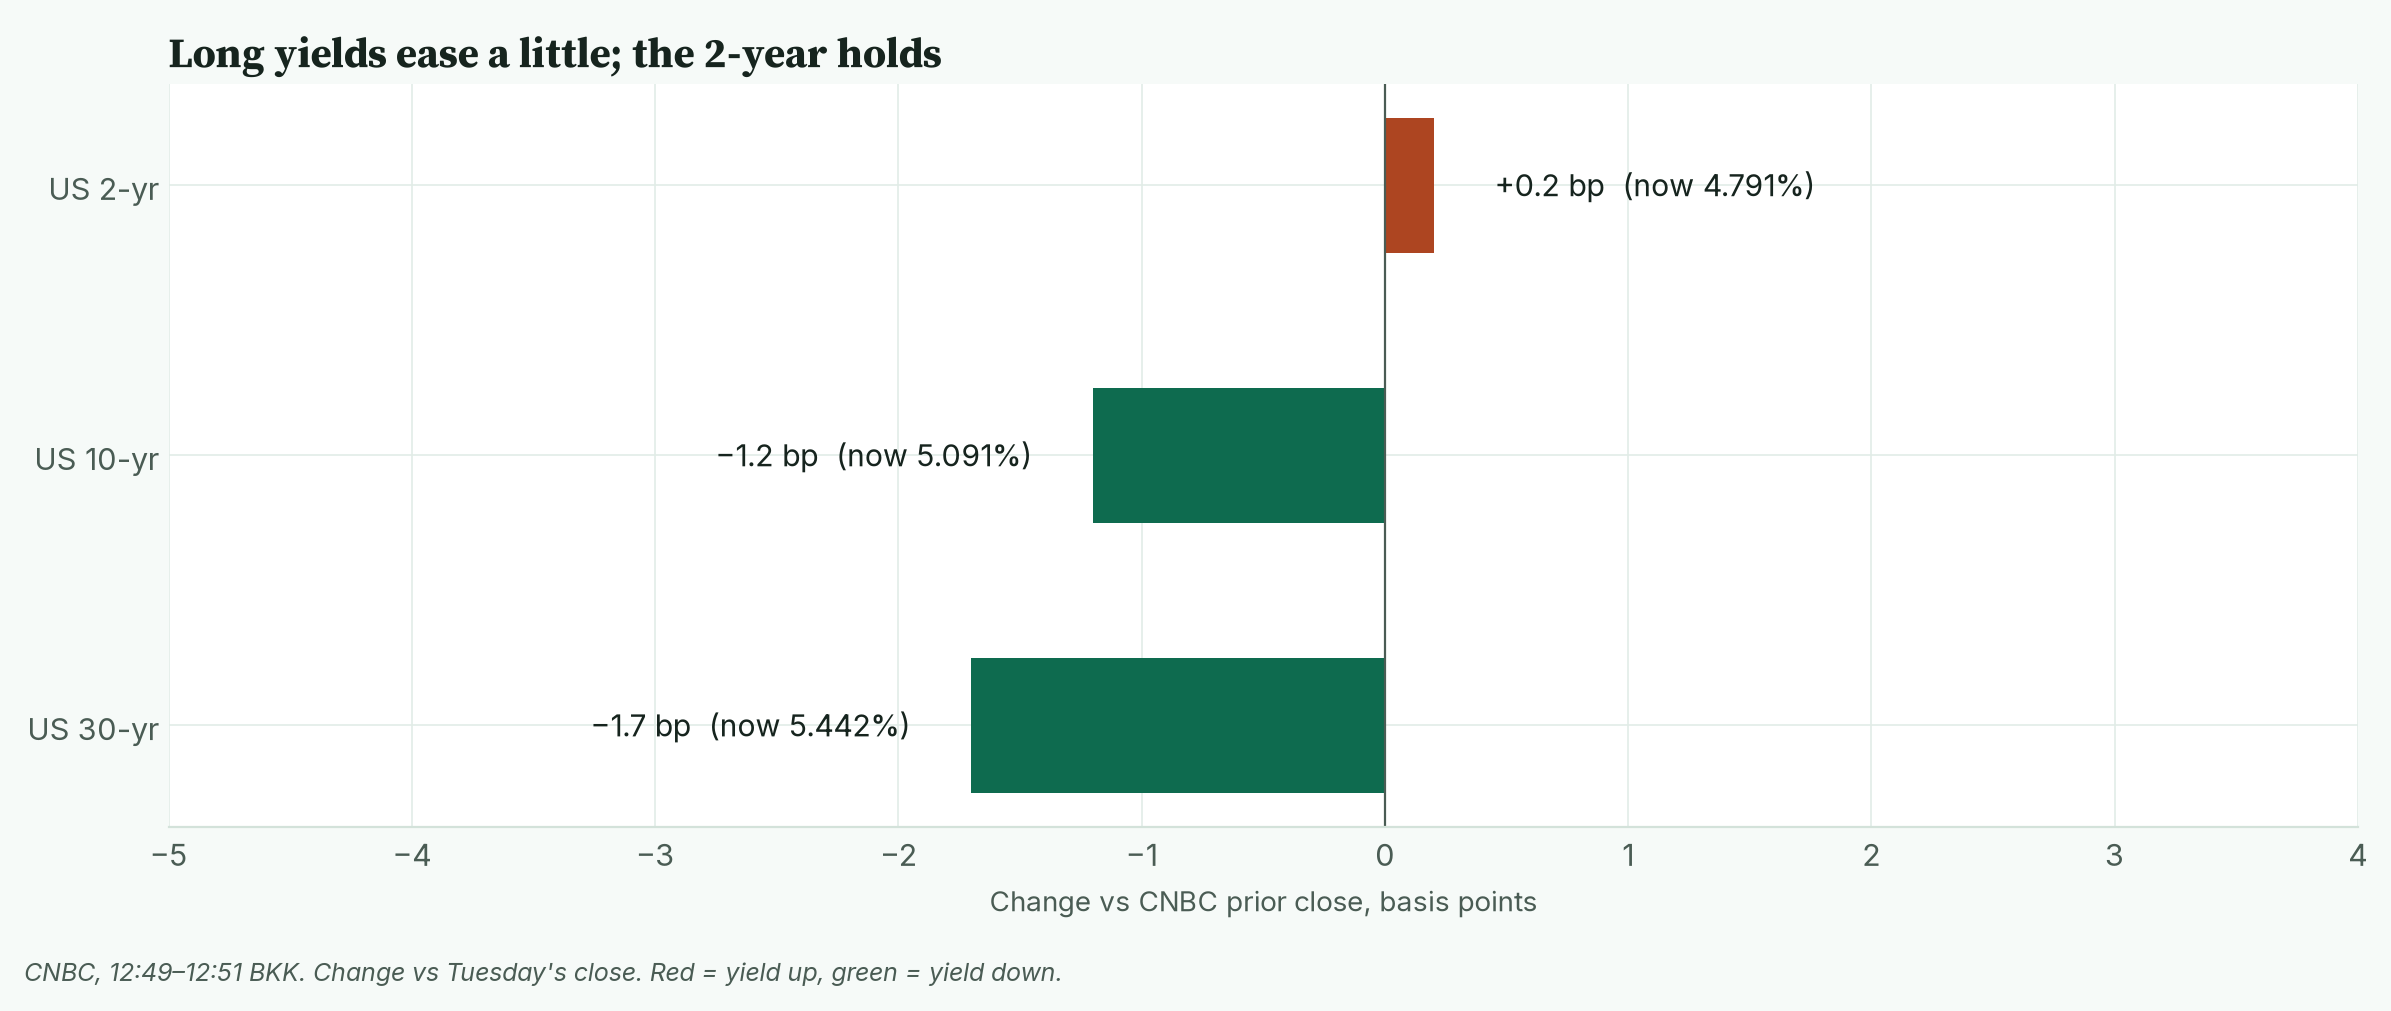 Long yields ease a little; the 2-year holds
US 2-yr
+0.2 bp  (now 4.791%)
US 10-yr
−1.2 bp  (now 5.091%)
US 30-yr
−1.7 bp  (now 5.442%)
−5 −4 −3 −2 −1 0 1 2 3 4
Change vs CNBC prior close, basis points
CNBC, 12:49–12:51 BKK. Change vs Tuesday's close. Red = yield up, green = yield down.